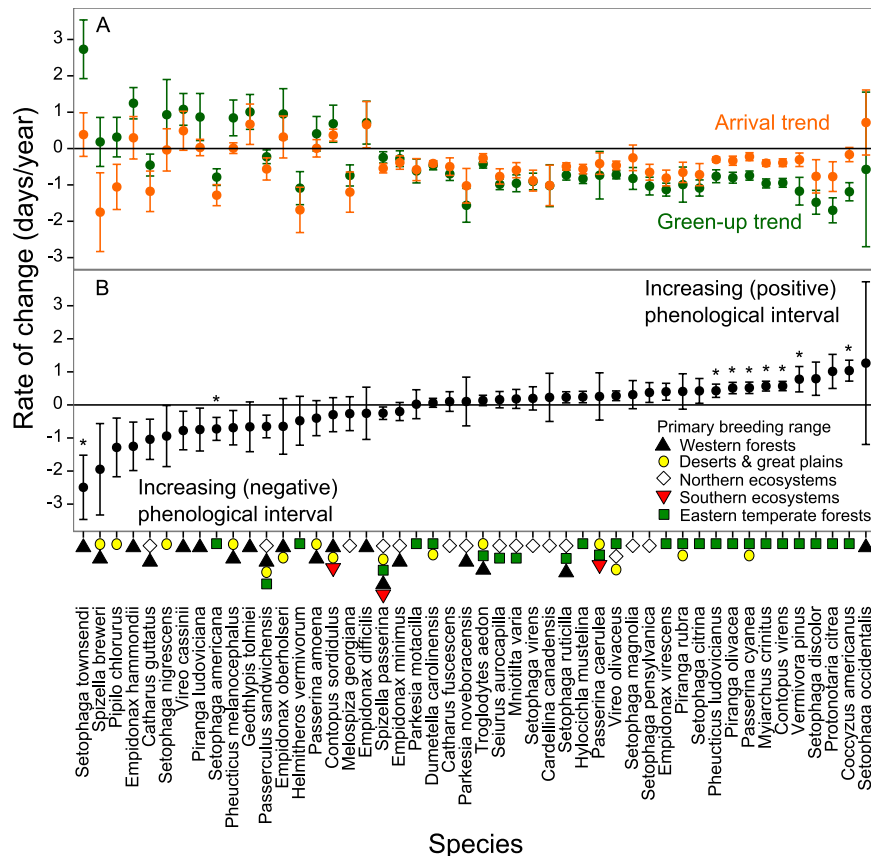 A
3
2
1
0
-1
-2
-3
Arrival trend
Green-up trend
Rate of change (days/year)
B
3
2
1
0
-1
-2
-3
Increasing (positive)
phenological interval
*
*
*
*
*
*
*
*
*
Increasing (negative)
phenological interval
Primary breeding range
Western forests
Deserts & great plains
Northern ecosystems
Southern ecosystems
Eastern temperate forests
Setophaga townsendi
Spizella breweri
Pipilo chlorurus
Empidonax hammondii
Catharus guttatus
Setophaga nigrescens
Vireo cassinii
Piranga ludoviciana
Setophaga americana
Pheucticus melanocephalus
Geothlypis tolmiei
Passerculus sandwichensis
Empidonax oberholseri
Helmitheros vermivorum
Passerina amoena
Contopus sordidulus
Melospiza georgiana
Empidonax difficilis
Spizella passerina
Empidonax minimus
Parkesia motacilla
Dumetella carolinensis
Catharus fuscescens
Parkesia noveboracensis
Troglodytes aedon
Seiurus aurocapilla
Mniotilta varia
Setophaga virens
Cardellina canadensis
Setophaga ruticilla
Hylocichla mustelina
Passerina caerulea
Vireo olivaceus
Setophaga magnolia
Setophaga pensylvanica
Empidonax virescens
Piranga rubra
Setophaga citrina
Pheucticus ludovicianus
Piranga olivacea
Passerina cyanea
Myiarchus crinitus
Contopus virens
Vermivora pinus
Setophaga discolor
Protonotaria citrea
Coccyzus americanus
Setophaga occidentalis
Species